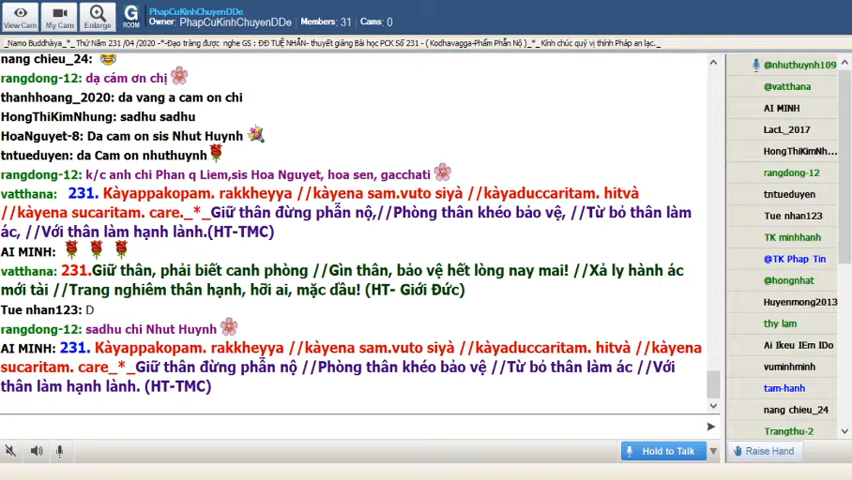 PhapCuKinhChuyenDDe
Owner: PhapCuKinhChuyenDDe Members: 31 Cams: 0
View Cam
My Cam
Enlarge
G
ROOM
_Namo Buddhàya_*_ Thứ Năm 231 /04 /2020 -*-Đạo tràng được nghe GS : ĐĐ TUỆ NHÂN- thuyết giảng Bài học PCK Số 231 - ( Kodhavagga-Phẩm Phẫn Nộ )_*_ Kính chúc quý vị thính Pháp an lạc._
nang chieu_24:
rangdong-12: dạ cám ơn chị
thanhhoang_2020: da vang a cam on chi
HongThiKimNhung: sadhu sadhu
HoaNguyet-8: Da cam on sis Nhut Huynh
tntueduyen: da Cam on nhuthuynh
rangdong-12: k/c anh chi Phan q Liem,sis Hoa Nguyet, hoa sen, gacchati
vatthana: 231. Kàyappakopam. rakkheyya //kàyena sam.vuto siyà //kàyaduccaritam. hitvà
//kàyena sucaritam. care._*_Giữ thân đừng phẫn nộ,//Phòng thân khéo bảo vệ, //Từ bỏ thân làm
ác, //Với thân làm hạnh lành.(HT-TMC)
AI MINH:
vatthana: 231.Giữ thân, phải biết canh phòng //Gìn thân, bảo vệ hết lòng nay mai! //Xả ly hành ác
mới tài //Trang nghiêm thân hạnh, hỡi ai, mặc dầu! (HT- Giới Đức)
Tue nhan123: D
rangdong-12: sadhu chi Nhut Huynh
AI MINH: 231. Kàyappakopam. rakkheyya //kàyena sam.vuto siyà //kàyaduccaritam. hitvà //kàyena
sucaritam. care_*_Giữ thân đừng phẫn nộ //Phòng thân khéo bảo vệ //Từ bỏ thân làm ác //Với
thân làm hạnh lành. (HT-TMC)
@nhuthuynh109
@vatthana
AI MINH
LacL_2017
HongThiKimNh...
rangdong-12
tntueduyen
Tue nhan123
TK minhhanh
@TK Phap Tin
@hongnhat
Huyenmong2013
thy lam
Ai Ikeu IEm IDo
vuminhminh
tam-hanh
nang chieu_24
Trangthu-2
Hold to Talk
Raise Hand